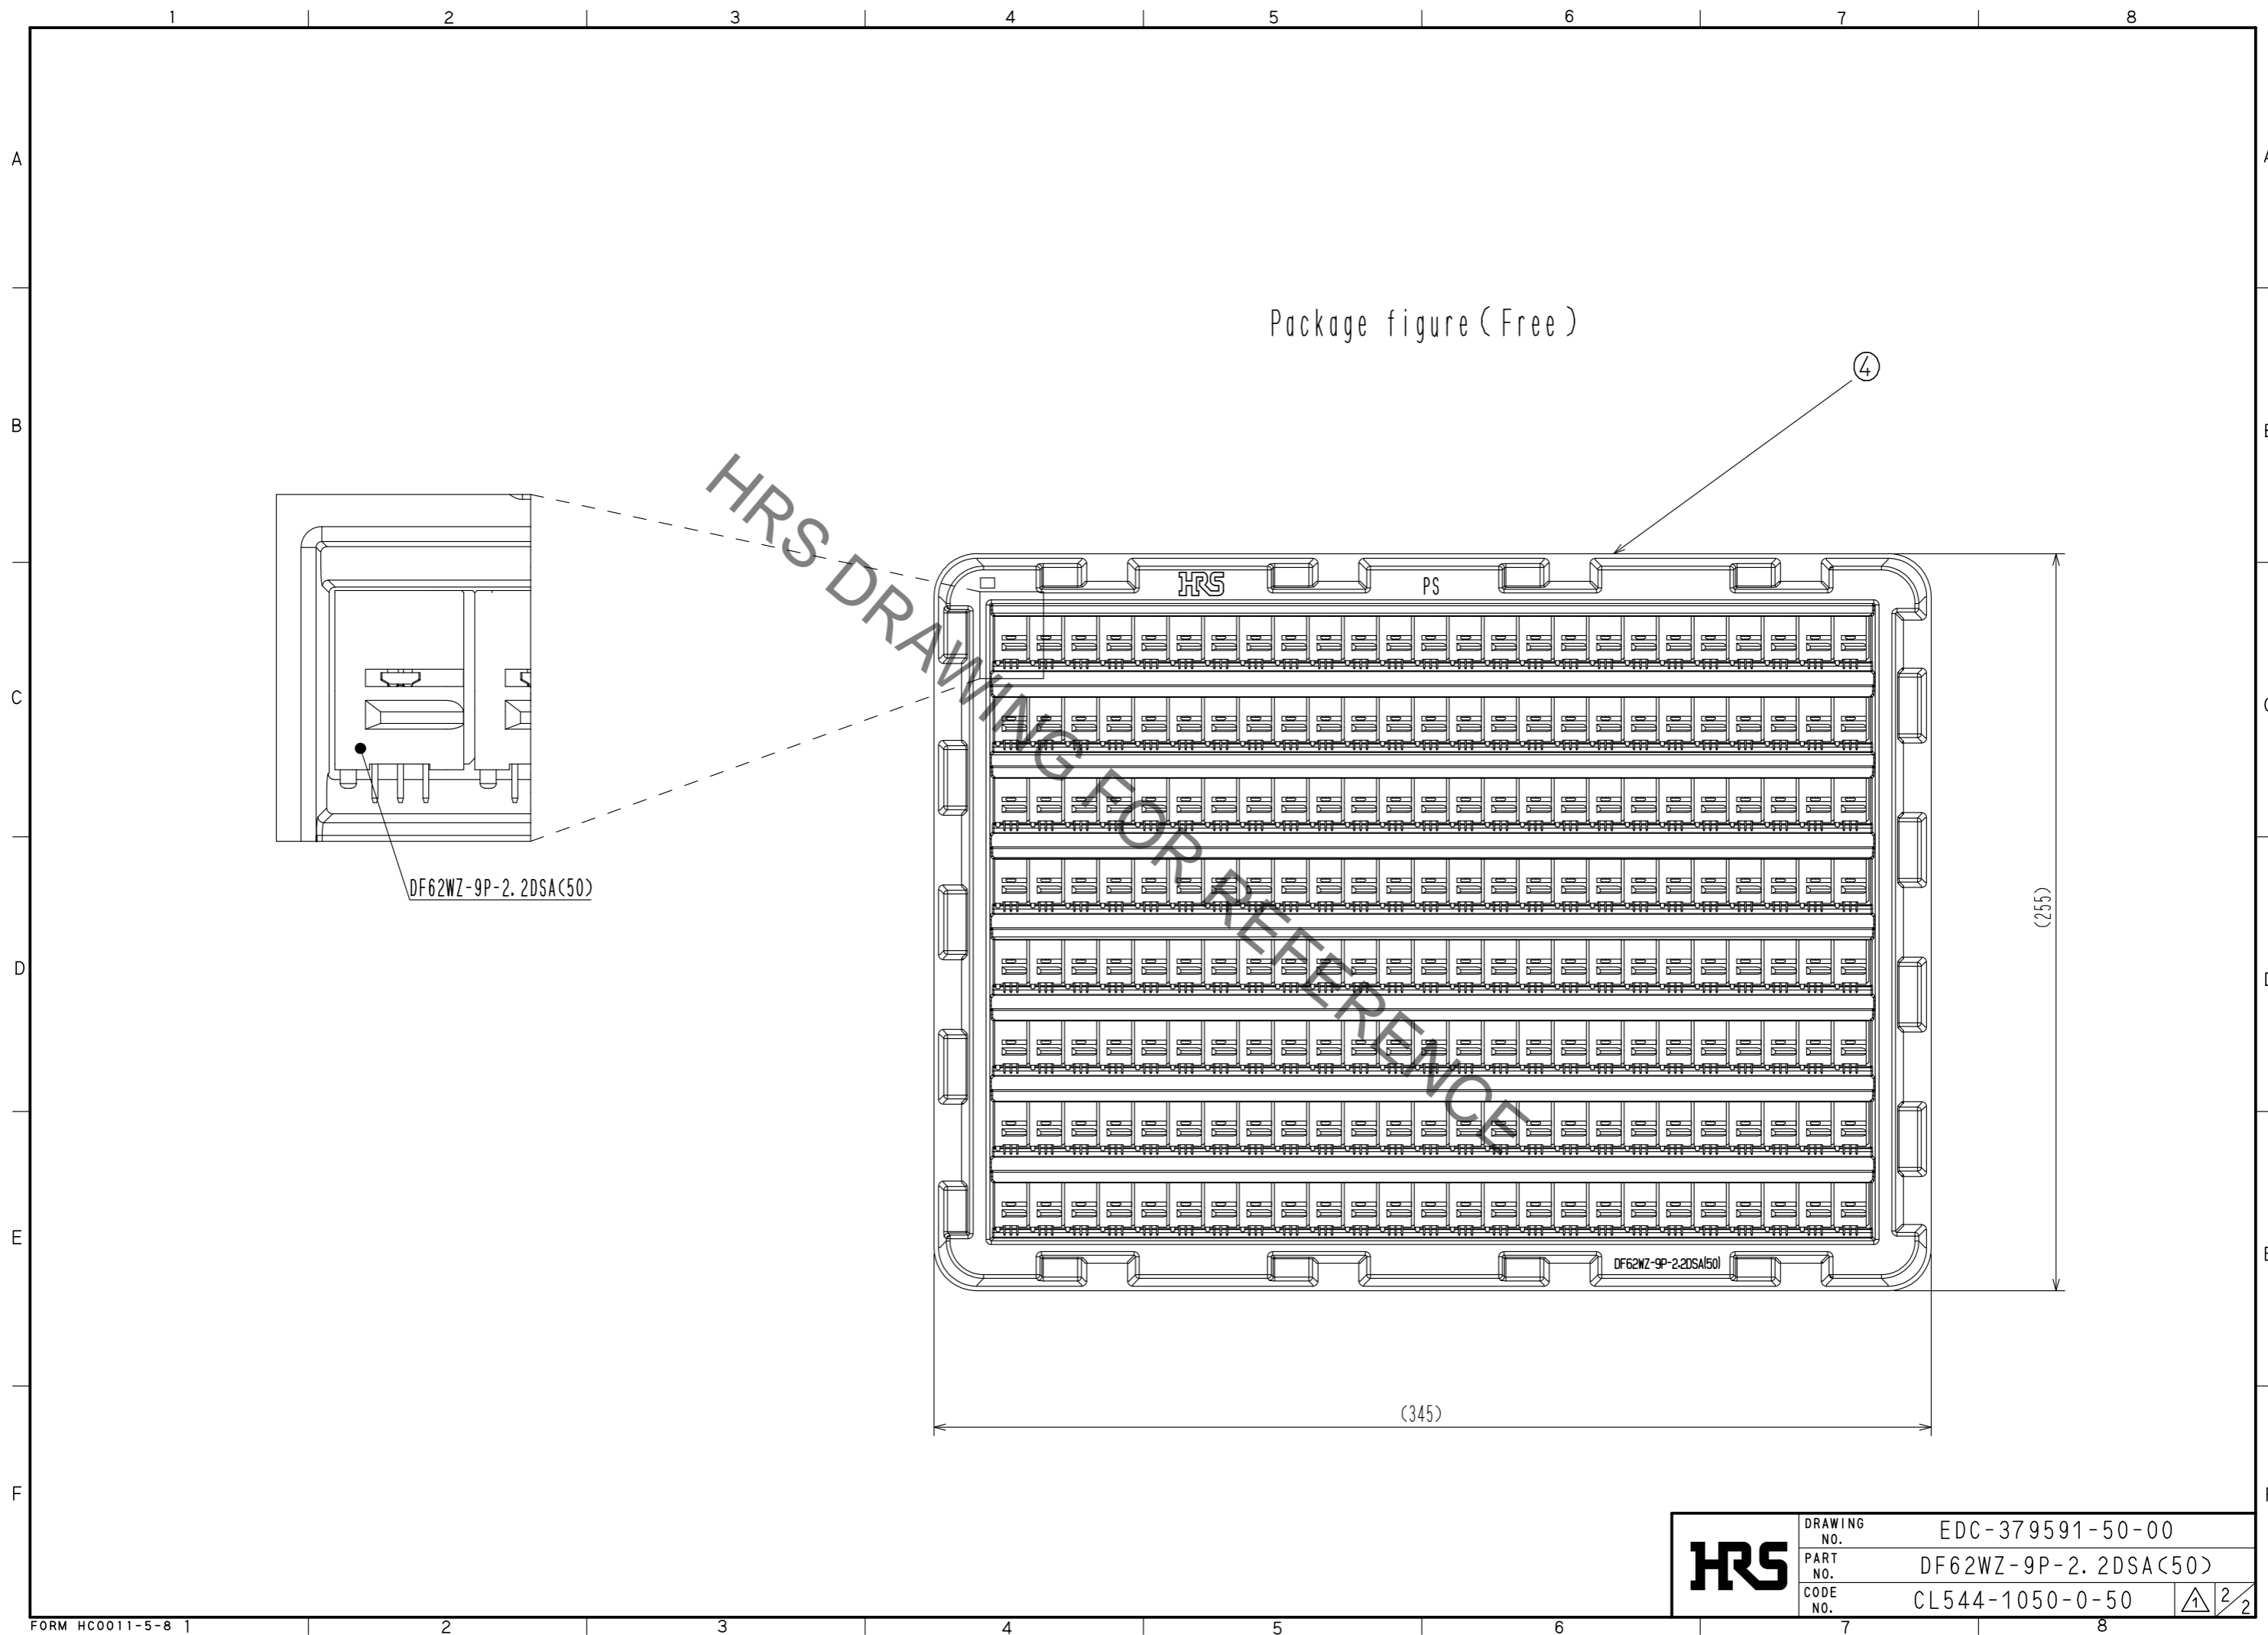 1 2 3 4 5 6 7 8
A
B
C
D
E
F
Package figure(Free)
④
HRS
PS
DF62WZ-9P-2.2DSA(50)
HRS DRAWING FOR REFERENCE
(255)
DF62WZ-9P-2.2DSA(50)
(345)
HRS
DRAWING NO. EDC-379591-50-00
PART NO. DF62WZ-9P-2.2DSA(50)
CODE NO. CL544-1050-0-50 1 2/2
FORM HC0011-5-8 1 2 3 4 5 6 7 8